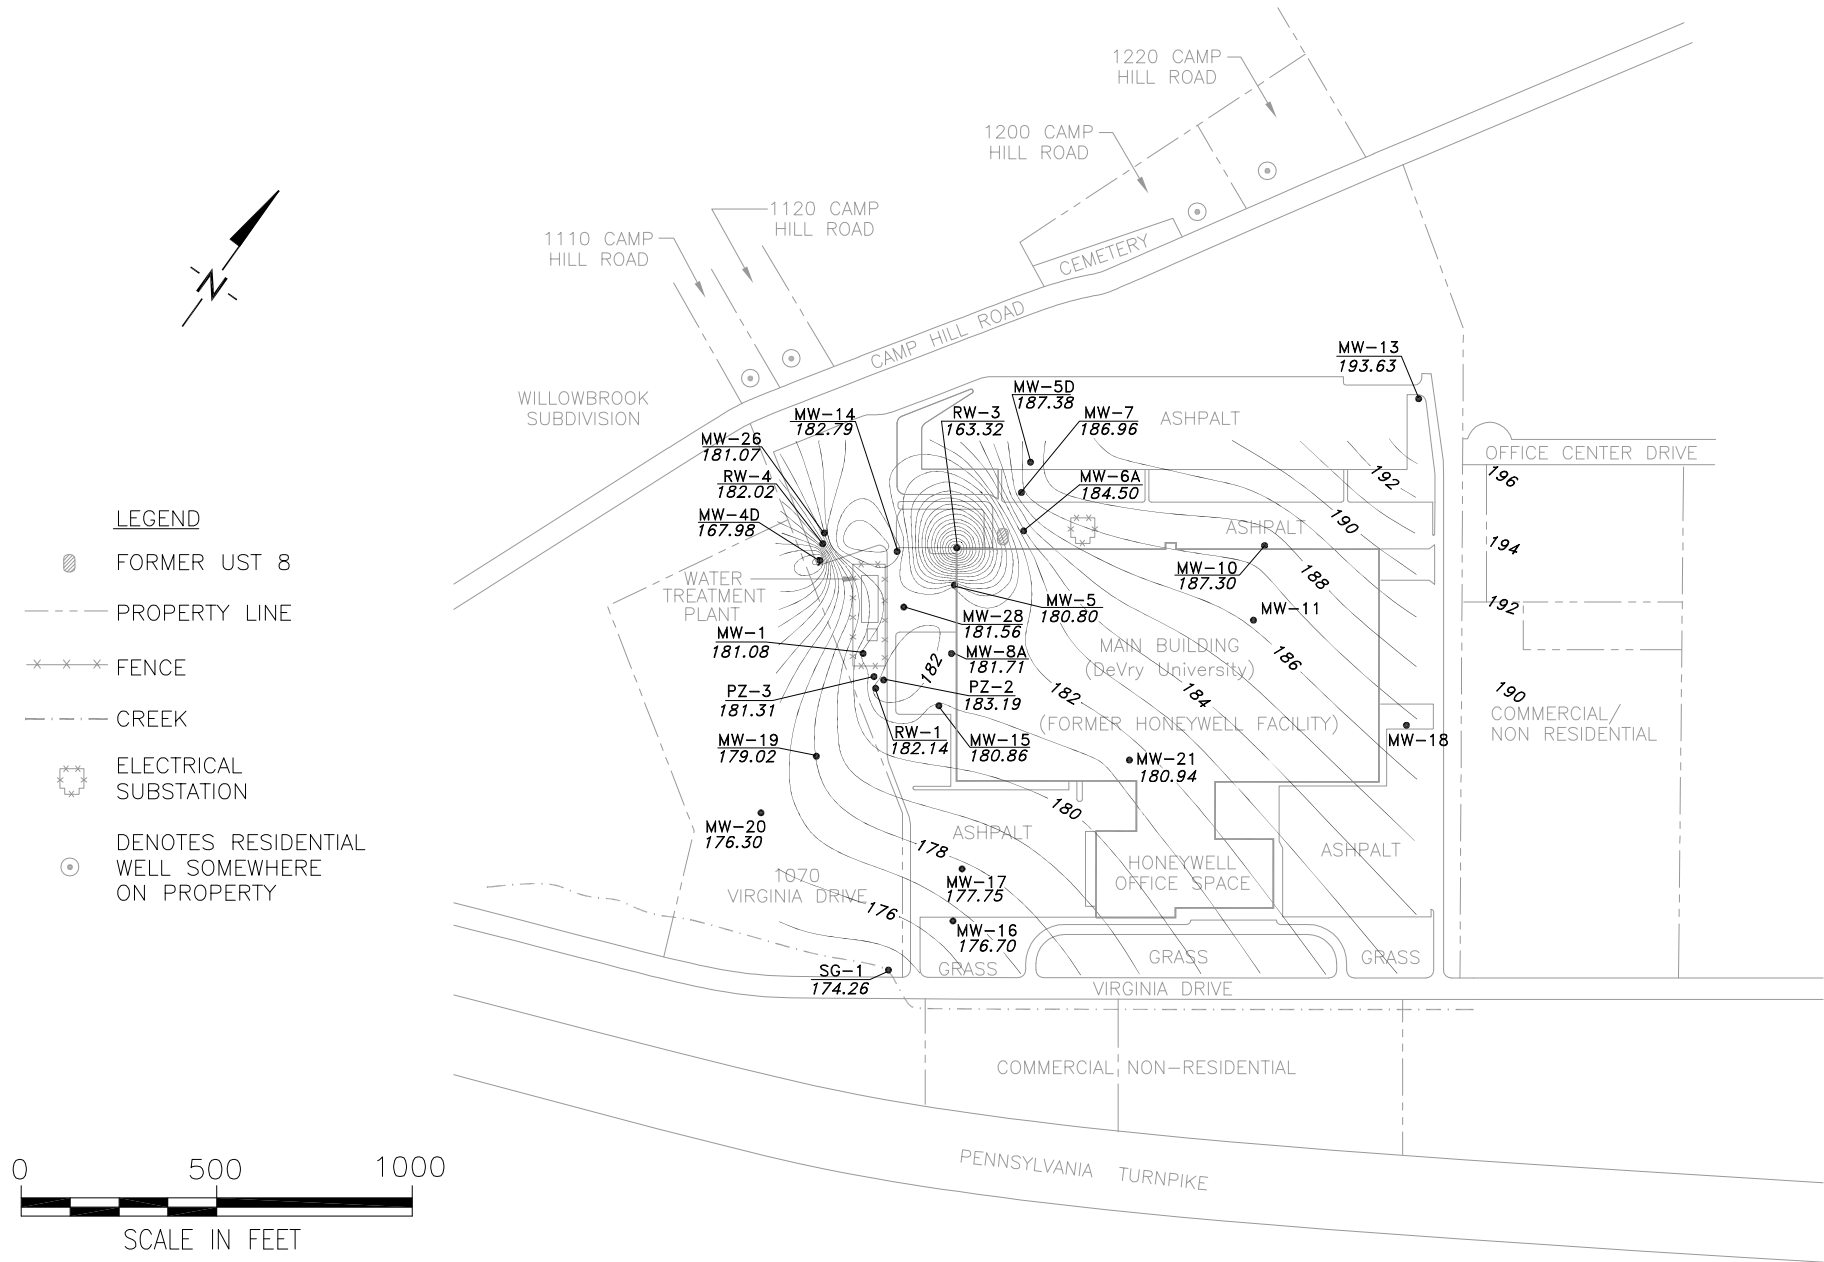 1220 CAMP
HILL ROAD
1200 CAMP
HILL ROAD
1120 CAMP
HILL ROAD
1110 CAMP
HILL ROAD
CEMETERY
N
CAMP HILL ROAD
WILLOWBROOK
SUBDIVISION
MW-13
193.63
MW-5D
187.38
MW-14
182.79
RW-3
163.32
MW-7
186.96
ASHPALT
MW-26
181.07
OFFICE CENTER DRIVE
RW-4
182.02
MW-6A
184.50
192
196
MW-4D
167.98
190
ASHPALT
194
LEGEND
FORMER UST 8
PROPERTY LINE
FENCE
CREEK
ELECTRICAL
SUBSTATION
DENOTES RESIDENTIAL
WELL SOMEWHERE
ON PROPERTY
WATER
TREATMENT
PLANT
MW-10
187.30
188
MW-5
180.80
192
MW-11
MW-28
181.56
MW-1
181.08
MW-8A
181.71
182
MAIN BUILDING
(DeVry University)
186
PZ-3
181.31
PZ-2
183.19
182
184
190
(FORMER HONEYWELL FACILITY)
COMMERCIAL/
NON RESIDENTIAL
MW-19
179.02
RW-1
182.14
MW-15
180.86
MW-18
MW-21
180.94
180
MW-20
176.30
ASHPALT
178
ASHPALT
HONEYWELL
OFFICE SPACE
1070
VIRGINIA DRIVE
MW-17
177.75
176
MW-16
176.70
GRASS
GRASS
GRASS
SG-1
174.26
VIRGINIA DRIVE
COMMERCIAL NON-RESIDENTIAL
PENNSYLVANIA TURNPIKE
0 500 1000
SCALE IN FEET